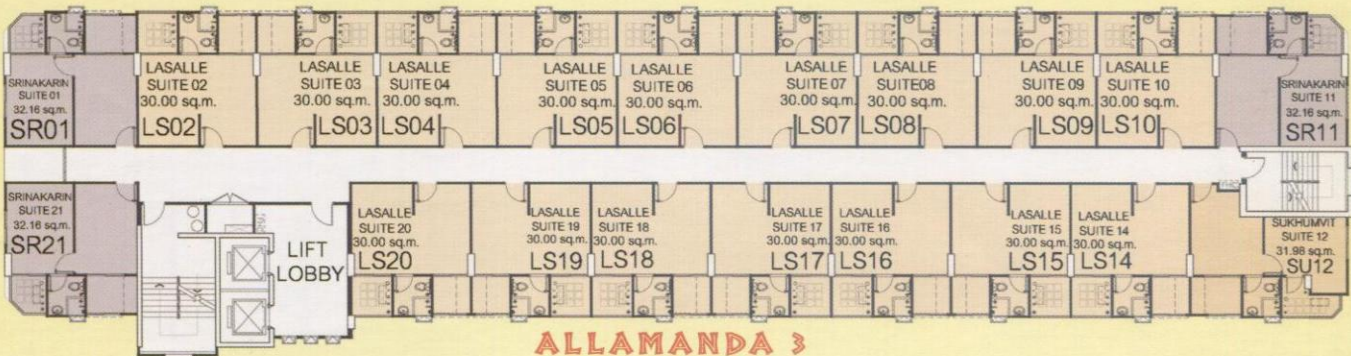 SRINAKARIN
SUITE 01
32.16 sq.m.
SR01
LASALLE
SUITE 02
30.00 sq.m.
LS02
LASALLE
SUITE 03
30.00 sq.m.
LS03
LASALLE
SUITE 04
30.00 sq.m.
LS04
LASALLE
SUITE 05
30.00 sq.m.
LS05
LASALLE
SUITE 06
30.00 sq.m.
LS06
LASALLE
SUITE 07
30.00 sq.m.
LS07
LASALLE
SUITE08
30.00 sq.m.
LS08
LASALLE
SUITE 09
30.00 sq.m.
LS09
LASALLE
SUITE 10
30.00 sq.m.
LS10
SRINAKARIN
SUITE 11
32.16 sq.m.
SR11
SRINAKARIN
SUITE 21
32.16 sq.m.
SR21
LIFT
LOBBY
LASALLE
SUITE 20
30.00 sq.m.
LS20
LASALLE
SUITE 19
30.00 sq.m.
LS19
LASALLE
SUITE 18
30.00 sq.m.
LS18
LASALLE
SUITE 17
30.00 sq.m.
LS17
LASALLE
SUITE 16
30.00 sq.m.
LS16
LASALLE
SUITE 15
30.00 sq.m.
LS15
LASALLE
SUITE 14
30.00 sq.m.
LS14
SUKHUMVIT
SUITE 12
31.98 sq.m.
SU12
ALLAMANDA 3